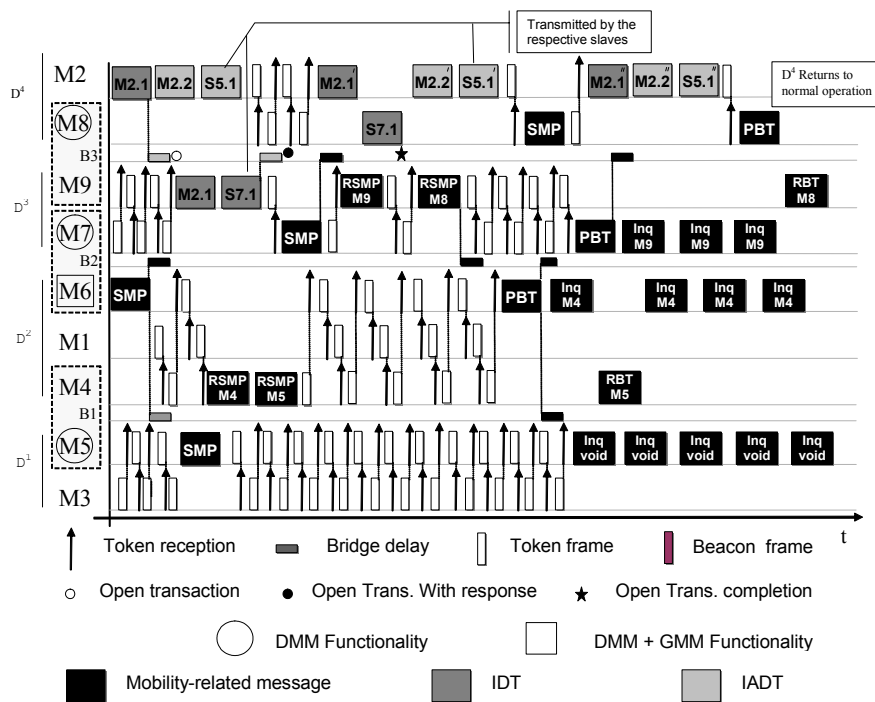 Transmitted by the
respective slaves
D⁴ Returns to
normal operation
D⁴
M2
M2.1
M2.2
S5.1
M2.1′
M2.2′
S5.1′
M2.1″
M2.2″
S5.1″
M8
S7.1
SMP
PBT
B3
D³
M9
M2.1
S7.1
RSMP
M9
RSMP
M8
RBT
M8
M7
SMP
PBT
Inq
M9
Inq
M9
Inq
M9
B2
M6
SMP
PBT
Inq
M4
Inq
M4
Inq
M4
Inq
M4
D²
M1
M4
RSMP
M4
RSMP
M5
RBT
M5
B1
D¹
M5
SMP
Inq
void
Inq
void
Inq
void
Inq
void
Inq
void
M3
t
Token reception
Bridge delay
Token frame
Beacon frame
Open transaction
Open Trans. With response
Open Trans. completion
DMM Functionality
DMM + GMM Functionality
Mobility-related message
IDT
IADT